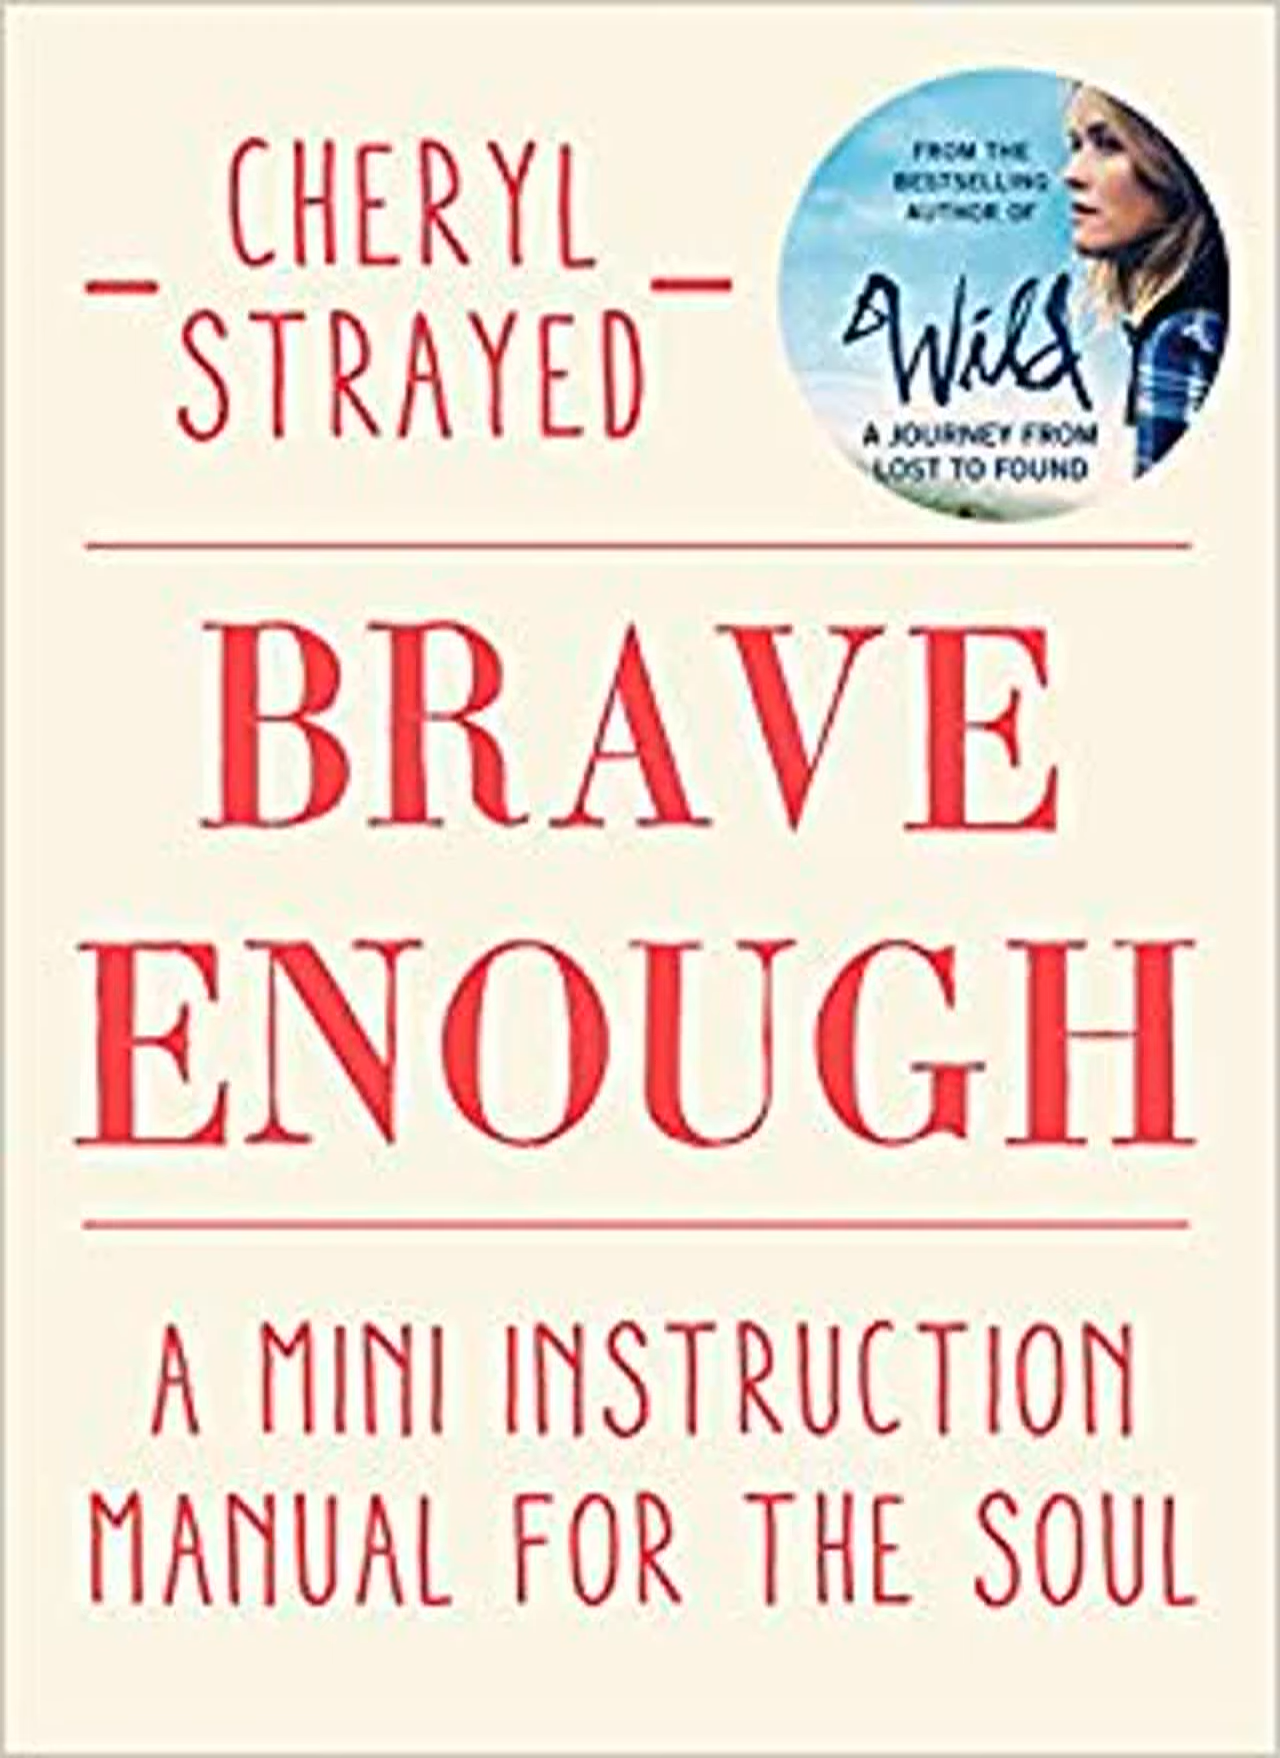 CHERYL
STRAYED
FROM THE
BESTSELLING
AUTHOR OF
Wild
A JOURNEY FROM
LOST TO FOUND
BRAVE
ENOUGH
A MINI INSTRUCTION
MANUAL FOR THE SOUL